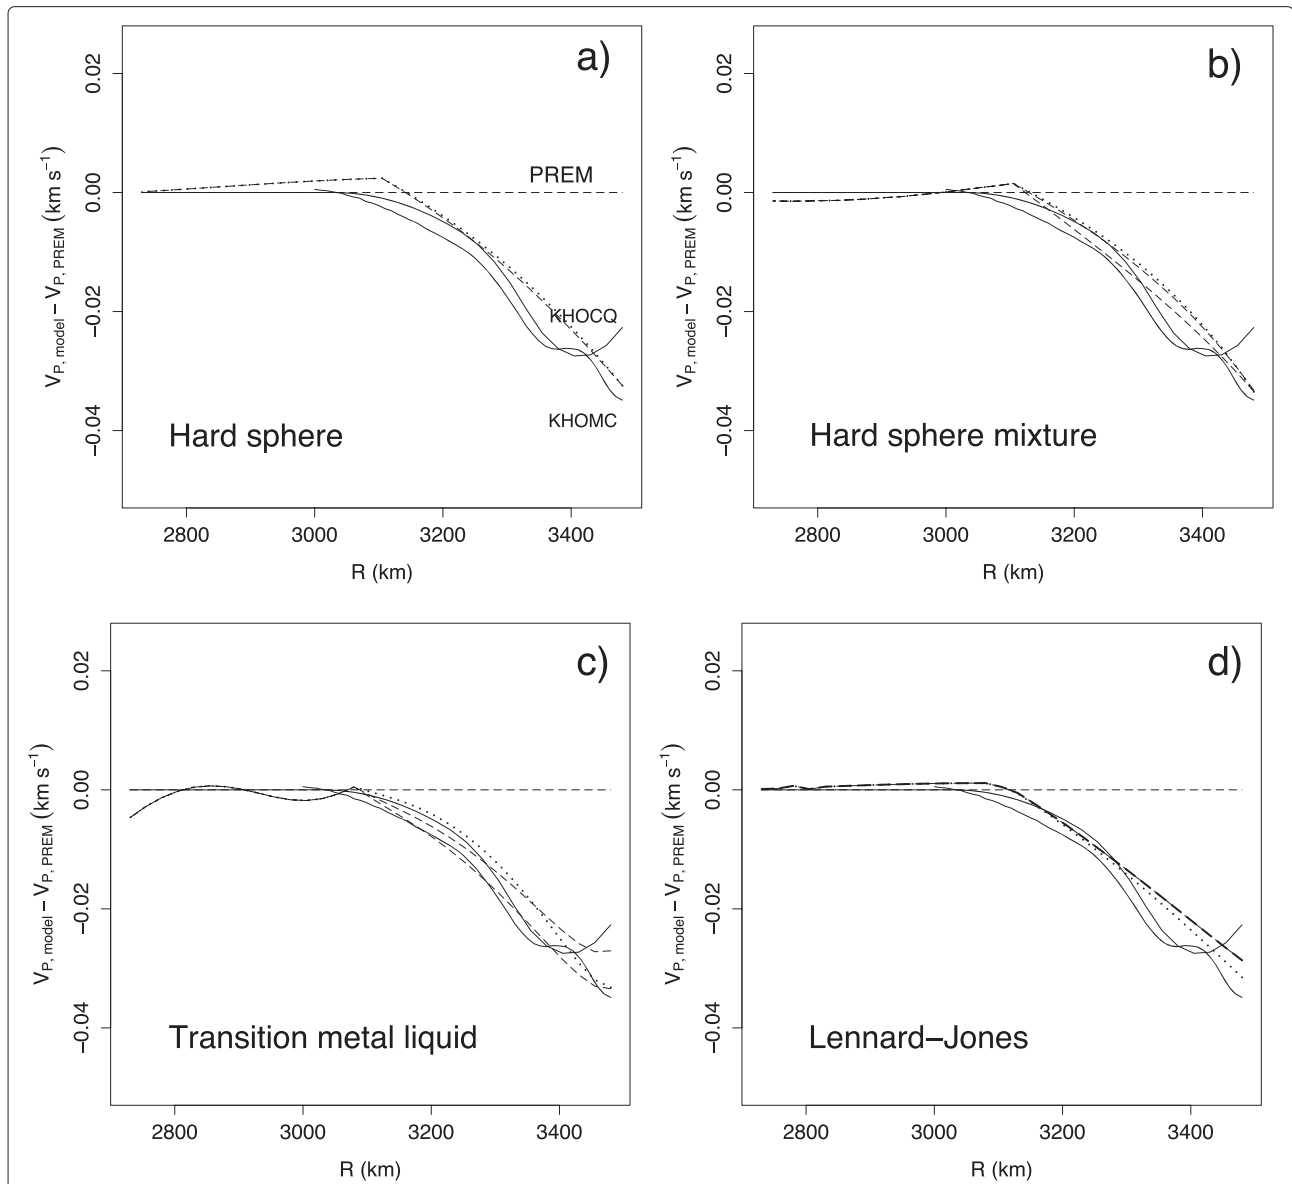 a)
0.02
0.00
−0.02
−0.04
V_P, model − V_P, PREM (km s⁻¹)
PREM
KHOCQ
KHOMC
Hard sphere
2800 3000 3200 3400
R (km)
b)
0.02
0.00
−0.02
−0.04
V_P, model − V_P, PREM (km s⁻¹)
Hard sphere mixture
2800 3000 3200 3400
R (km)
c)
0.02
0.00
−0.02
−0.04
V_P, model − V_P, PREM (km s⁻¹)
Transition metal liquid
2800 3000 3200 3400
R (km)
d)
0.02
0.00
−0.02
−0.04
V_P, model − V_P, PREM (km s⁻¹)
Lennard−Jones
2800 3000 3200 3400
R (km)